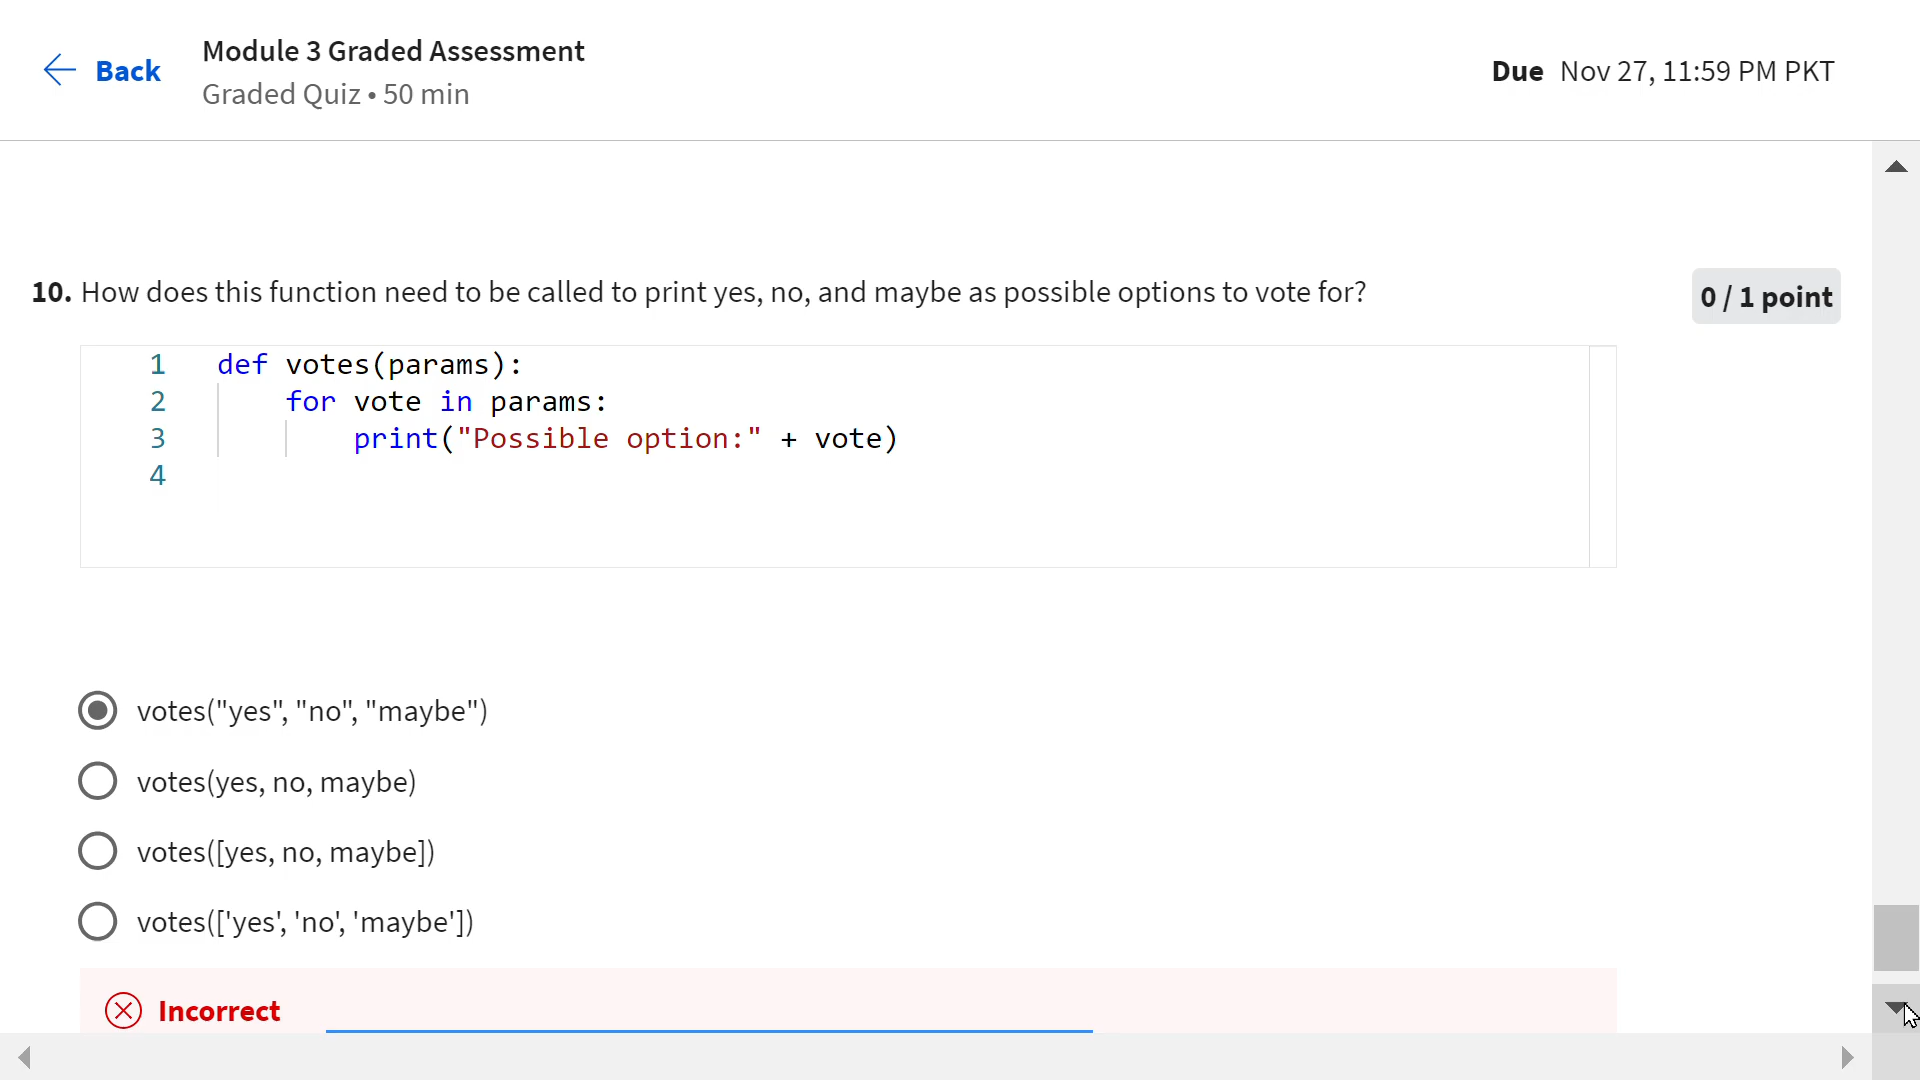 Back
Module 3 Graded Assessment
Graded Quiz • 50 min
Due Nov 27, 11:59 PM PKT
10. How does this function need to be called to print yes, no, and maybe as possible options to vote for?
0 / 1 point
1 def votes(params):
2     for vote in params:
3         print("Possible option:" + vote)
4
votes("yes", "no", "maybe")
votes(yes, no, maybe)
votes([yes, no, maybe])
votes(['yes', 'no', 'maybe'])
Incorrect